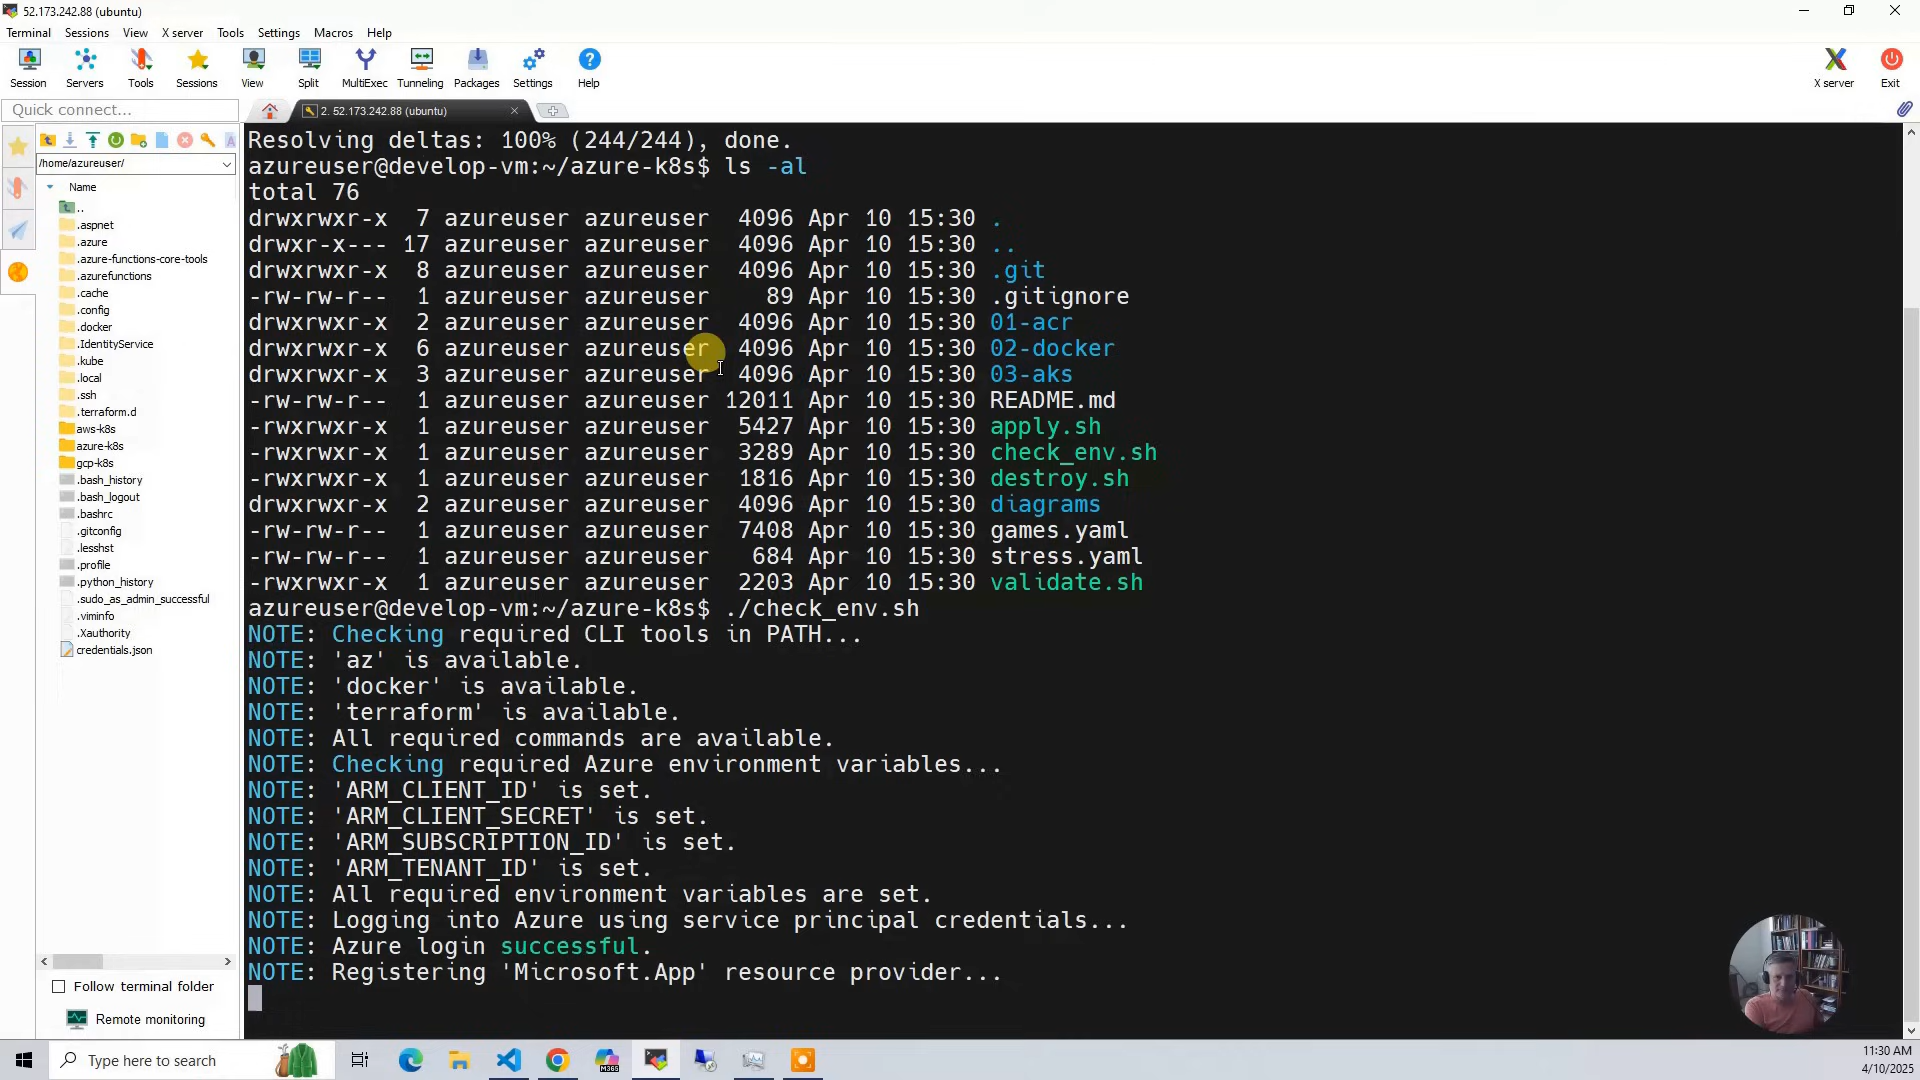 52.173.242.88 (ubuntu)
Terminal Sessions View X server Tools Settings Macros Help
Session Servers Tools Sessions View Split MultiExec Tunneling Packages Settings Help X server Exit
Quick connect...
2. 52.173.242.88 (ubuntu)
/home/azureuser/
Name
..
.aspnet
.azure
.azure-functions-core-tools
.azurefunctions
.cache
.config
.docker
.IdentityService
.kube
.local
.ssh
.terraform.d
aws-k8s
azure-k8s
gcp-k8s
.bash_history
.bash_logout
.bashrc
.gitconfig
.lesshst
.profile
.python_history
.sudo_as_admin_successful
.viminfo
.Xauthority
credentials.json
Follow terminal folder
Remote monitoring
Resolving deltas: 100% (244/244), done.
azureuser@develop-vm:~/azure-k8s$ ls -al
total 76
drwxrwxr-x 7 azureuser azureuser 4096 Apr 10 15:30 .
drwxr-x--- 17 azureuser azureuser 4096 Apr 10 15:30 ..
drwxrwxr-x 8 azureuser azureuser 4096 Apr 10 15:30 .git
-rw-rw-r-- 1 azureuser azureuser 89 Apr 10 15:30 .gitignore
drwxrwxr-x 2 azureuser azureuser 4096 Apr 10 15:30 01-acr
drwxrwxr-x 6 azureuser azureuser 4096 Apr 10 15:30 02-docker
drwxrwxr-x 3 azureuser azureuser 4096 Apr 10 15:30 03-aks
-rw-rw-r-- 1 azureuser azureuser 12011 Apr 10 15:30 README.md
-rwxrwxr-x 1 azureuser azureuser 5427 Apr 10 15:30 apply.sh
-rwxrwxr-x 1 azureuser azureuser 3289 Apr 10 15:30 check_env.sh
-rwxrwxr-x 1 azureuser azureuser 1816 Apr 10 15:30 destroy.sh
drwxrwxr-x 2 azureuser azureuser 4096 Apr 10 15:30 diagrams
-rw-rw-r-- 1 azureuser azureuser 7408 Apr 10 15:30 games.yaml
-rw-rw-r-- 1 azureuser azureuser 684 Apr 10 15:30 stress.yaml
-rwxrwxr-x 1 azureuser azureuser 2203 Apr 10 15:30 validate.sh
azureuser@develop-vm:~/azure-k8s$ ./check_env.sh
NOTE: Checking required CLI tools in PATH...
NOTE: 'az' is available.
NOTE: 'docker' is available.
NOTE: 'terraform' is available.
NOTE: All required commands are available.
NOTE: Checking required Azure environment variables...
NOTE: 'ARM_CLIENT_ID' is set.
NOTE: 'ARM_CLIENT_SECRET' is set.
NOTE: 'ARM_SUBSCRIPTION_ID' is set.
NOTE: 'ARM_TENANT_ID' is set.
NOTE: All required environment variables are set.
NOTE: Logging into Azure using service principal credentials...
NOTE: Azure login successful.
NOTE: Registering 'Microsoft.App' resource provider...
Type here to search
M365
11:30 AM
4/10/2025